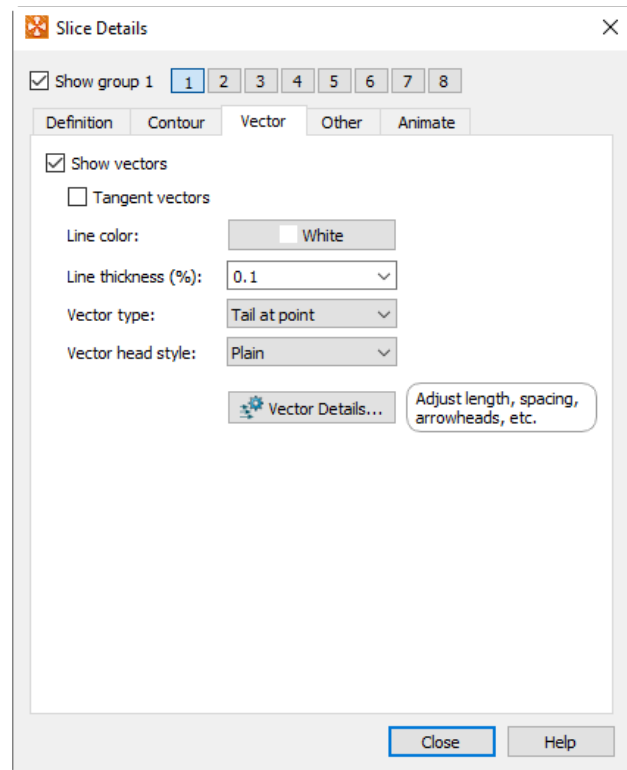 Slice Details
Show group 1 1 2 3 4 5 6 7 8
Definition Contour Vector Other Animate
Show vectors
Tangent vectors
Line color: White
Line thickness (%): 0.1
Vector type: Tail at point
Vector head style: Plain
Vector Details... Adjust length, spacing,
arrowheads, etc.
Close Help